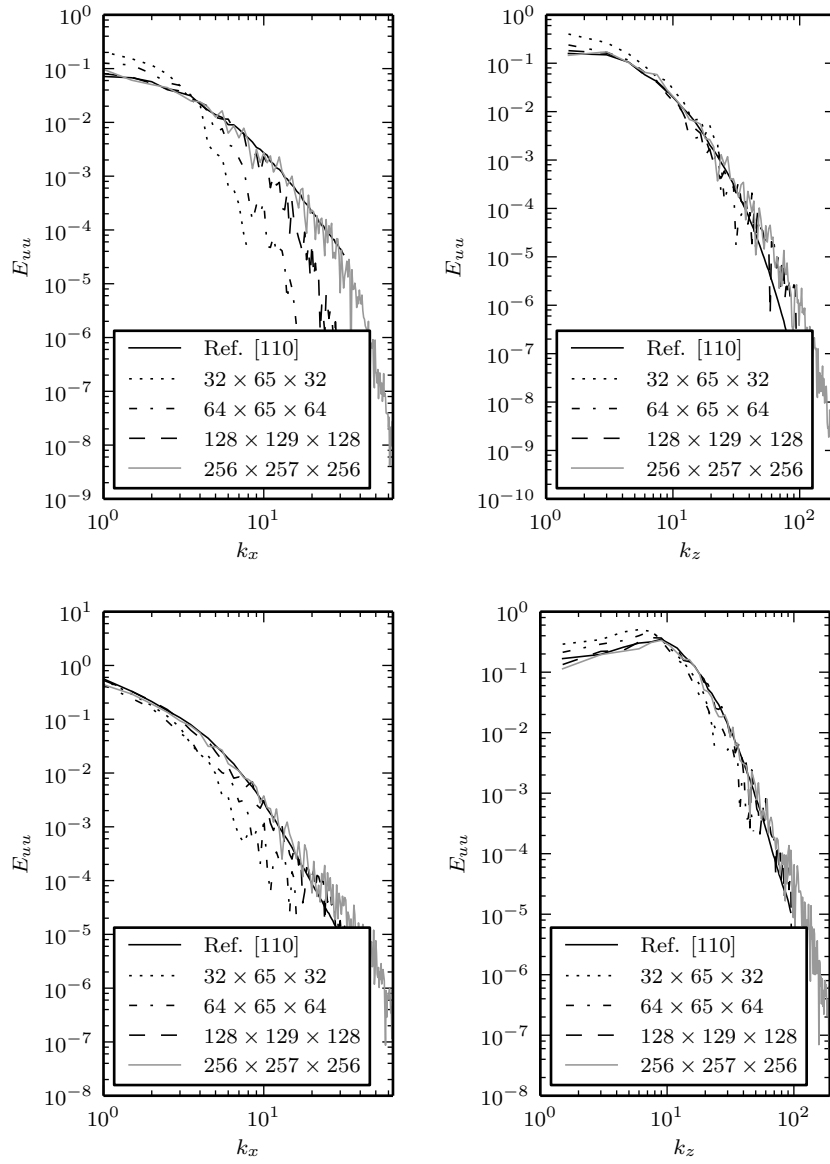 10^0
10^-1
10^-2
10^-3
10^-4
10^-5
10^-6
10^-7
10^-8
10^-9
E_uu
10^0
10^1
k_x
Ref. [110]
32 × 65 × 32
64 × 65 × 64
128 × 129 × 128
256 × 257 × 256
10^0
10^-1
10^-2
10^-3
10^-4
10^-5
10^-6
10^-7
10^-8
10^-9
10^-10
E_uu
10^0
10^1
10^2
k_z
Ref. [110]
32 × 65 × 32
64 × 65 × 64
128 × 129 × 128
256 × 257 × 256
10^1
10^0
10^-1
10^-2
10^-3
10^-4
10^-5
10^-6
10^-7
10^-8
E_uu
10^0
10^1
k_x
Ref. [110]
32 × 65 × 32
64 × 65 × 64
128 × 129 × 128
256 × 257 × 256
10^0
10^-1
10^-2
10^-3
10^-4
10^-5
10^-6
10^-7
10^-8
E_uu
10^0
10^1
10^2
k_z
Ref. [110]
32 × 65 × 32
64 × 65 × 64
128 × 129 × 128
256 × 257 × 256